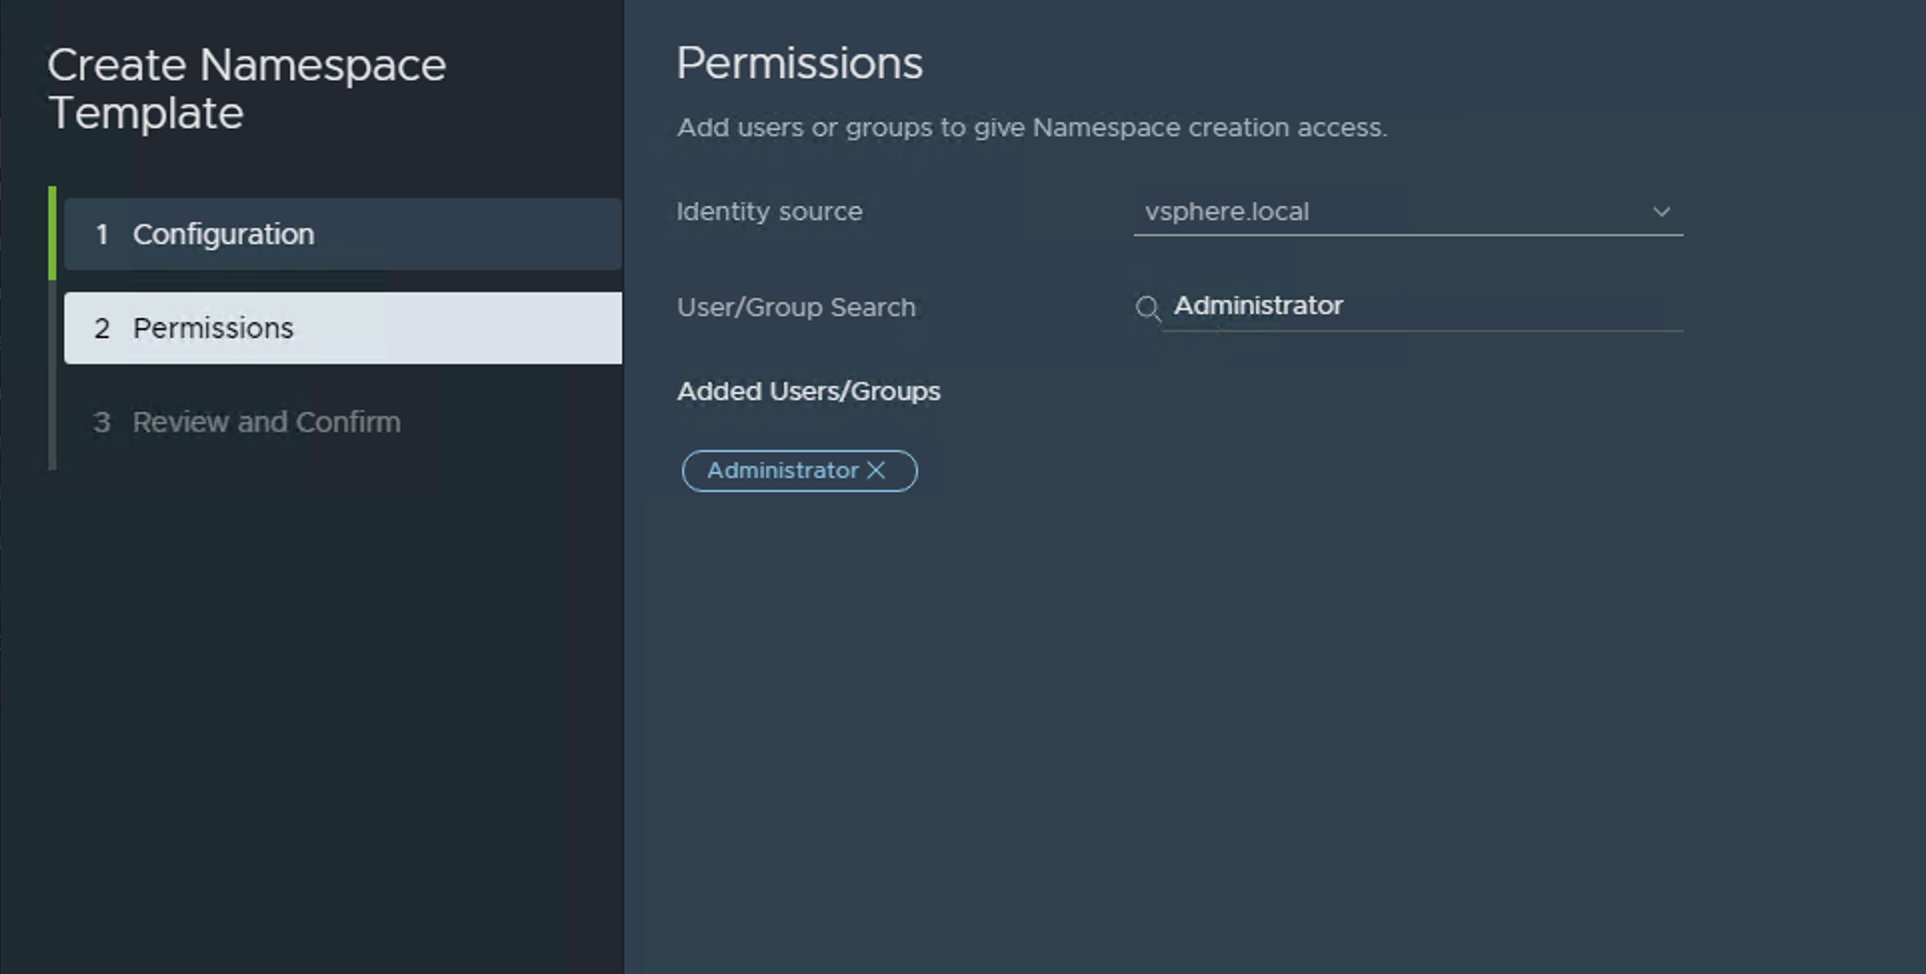 Create Namespace
Template
1 Configuration
2 Permissions
3 Review and Confirm
Permissions
Add users or groups to give Namespace creation access.
Identity source
vsphere.local
User/Group Search
Administrator
Added Users/Groups
Administrator